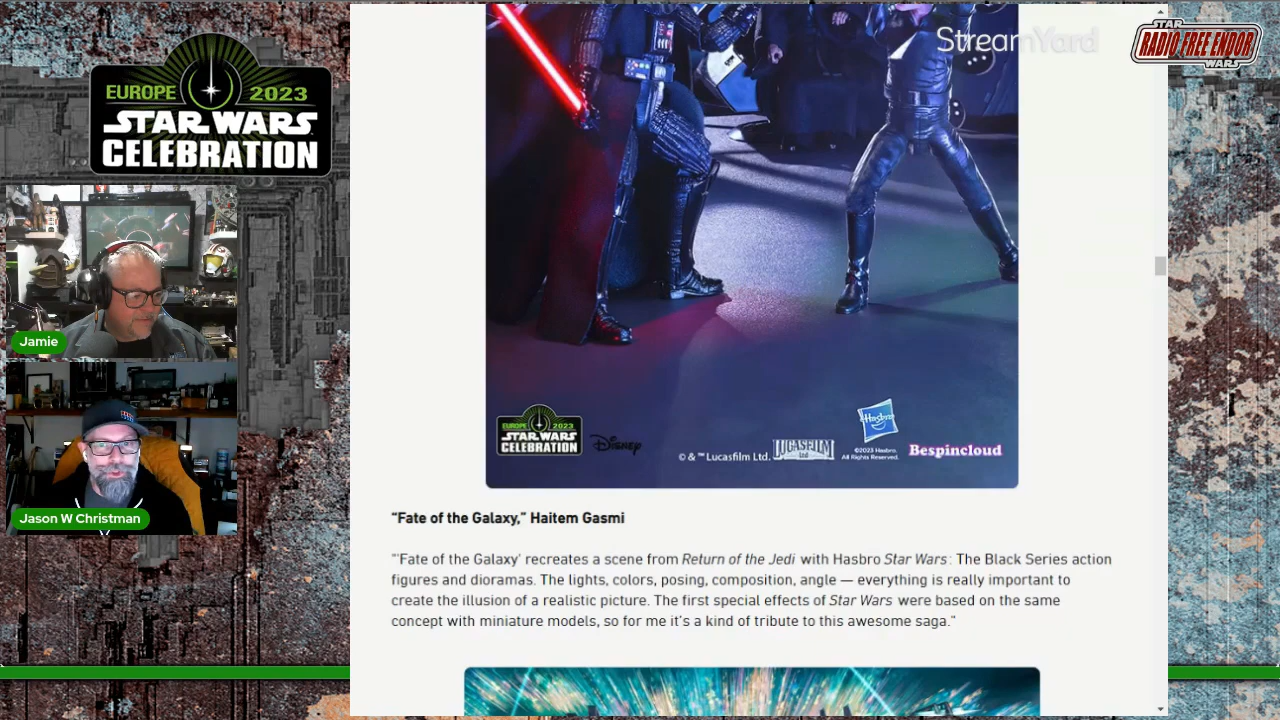 StreamYard
STAR
RADIO FREE ENDOR
WARS
EUROPE 2023
STAR WARS
CELEBRATION
Jamie
Jason W Christman
EUROPE 2023
STAR WARS
CELEBRATION
Disney
© & ™ Lucasfilm Ltd.
LUCASFILM
Ltd
Hasbro
©2023 Hasbro.
All Rights Reserved.
Bespincloud
“Fate of the Galaxy,” Haitem Gasmi
"'Fate of the Galaxy' recreates a scene from Return of the Jedi with Hasbro Star Wars: The Black Series action
figures and dioramas. The lights, colors, posing, composition, angle — everything is really important to
create the illusion of a realistic picture. The first special effects of Star Wars were based on the same
concept with miniature models, so for me it’s a kind of tribute to this awesome saga."